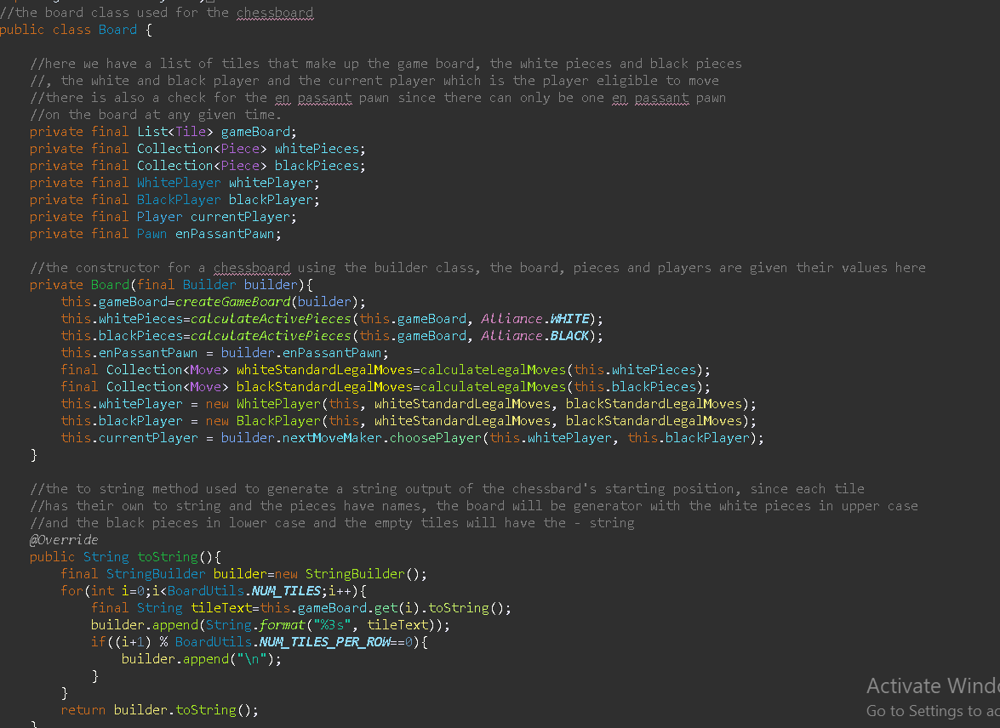 //the board class used for the chessboard
public class Board {
//here we have a list of tiles that make up the game board, the white pieces and black pieces
//, the white and black player and the current player which is the player eligible to move
//there is also a check for the en passant pawn since there can only be one en passant pawn
//on the board at any given time.
private final List<Tile> gameBoard;
private final Collection<Piece> whitePieces;
private final Collection<Piece> blackPieces;
private final WhitePlayer whitePlayer;
private final BlackPlayer blackPlayer;
private final Player currentPlayer;
private final Pawn enPassantPawn;
//the constructor for a chessboard using the builder class, the board, pieces and players are given their values here
private Board(final Builder builder){
this.gameBoard=createGameBoard(builder);
this.whitePieces=calculateActivePieces(this.gameBoard, Alliance.WHITE);
this.blackPieces=calculateActivePieces(this.gameBoard, Alliance.BLACK);
this.enPassantPawn = builder.enPassantPawn;
final Collection<Move> whiteStandardLegalMoves=calculateLegalMoves(this.whitePieces);
final Collection<Move> blackStandardLegalMoves=calculateLegalMoves(this.blackPieces);
this.whitePlayer = new WhitePlayer(this, whiteStandardLegalMoves, blackStandardLegalMoves);
this.blackPlayer = new BlackPlayer(this, whiteStandardLegalMoves, blackStandardLegalMoves);
this.currentPlayer = builder.nextMoveMaker.choosePlayer(this.whitePlayer, this.blackPlayer);
}
//the to string method used to generate a string output of the chessbard's starting position, since each tile
//has their own to string and the pieces have names, the board will be generator with the white pieces in upper case
//and the black pieces in lower case and the empty tiles will have the - string
@Override
public String toString(){
final StringBuilder builder=new StringBuilder();
for(int i=0;i<BoardUtils.NUM_TILES;i++){
final String tileText=this.gameBoard.get(i).toString();
builder.append(String.format("%3s", tileText));
if((i+1) % BoardUtils.NUM_TILES_PER_ROW==0){
builder.append("\n");
}
}
return builder.toString();
Activate Windo
Go to Settings to ac